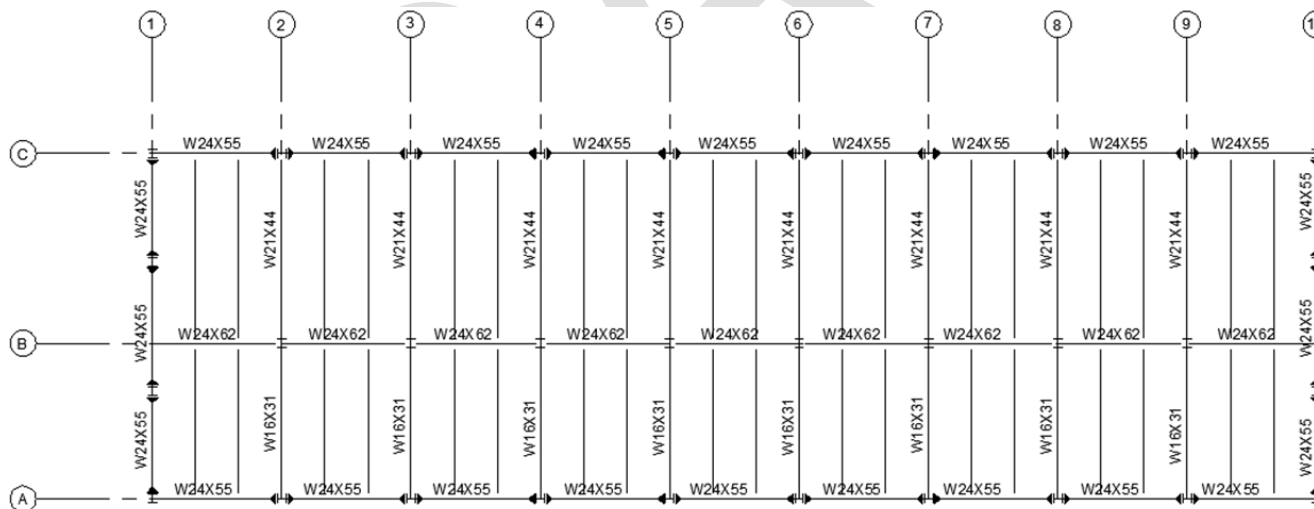 1 2 3 4 5 6 7 8 9 1
C
W24X55 W24X55 W24X55 W24X55 W24X55 W24X55 W24X55 W24X55 W24X55
W24X55 W21X44 W21X44 W21X44 W21X44 W21X44 W21X44 W21X44 W21X44 W24X55
B
W24X62 W24X62 W24X62 W24X62 W24X62 W24X62 W24X62 W24X62 W24X62
W24X55 W24X55
W24X55 W16X31 W16X31 W16X31 W16X31 W16X31 W16X31 W16X31 W16X31 W24X55
A
W24X55 W24X55 W24X55 W24X55 W24X55 W24X55 W24X55 W24X55 W24X55